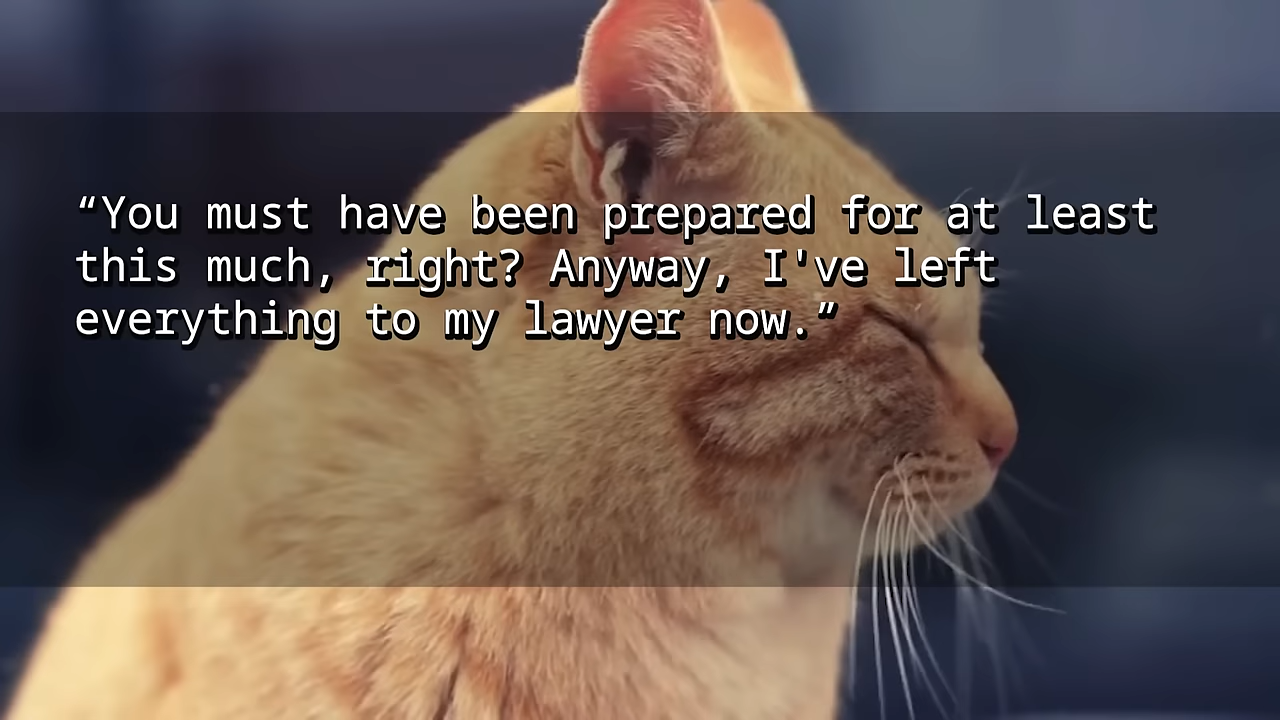 “You must have been prepared for at least
this much, right? Anyway, I've left
everything to my lawyer now.”